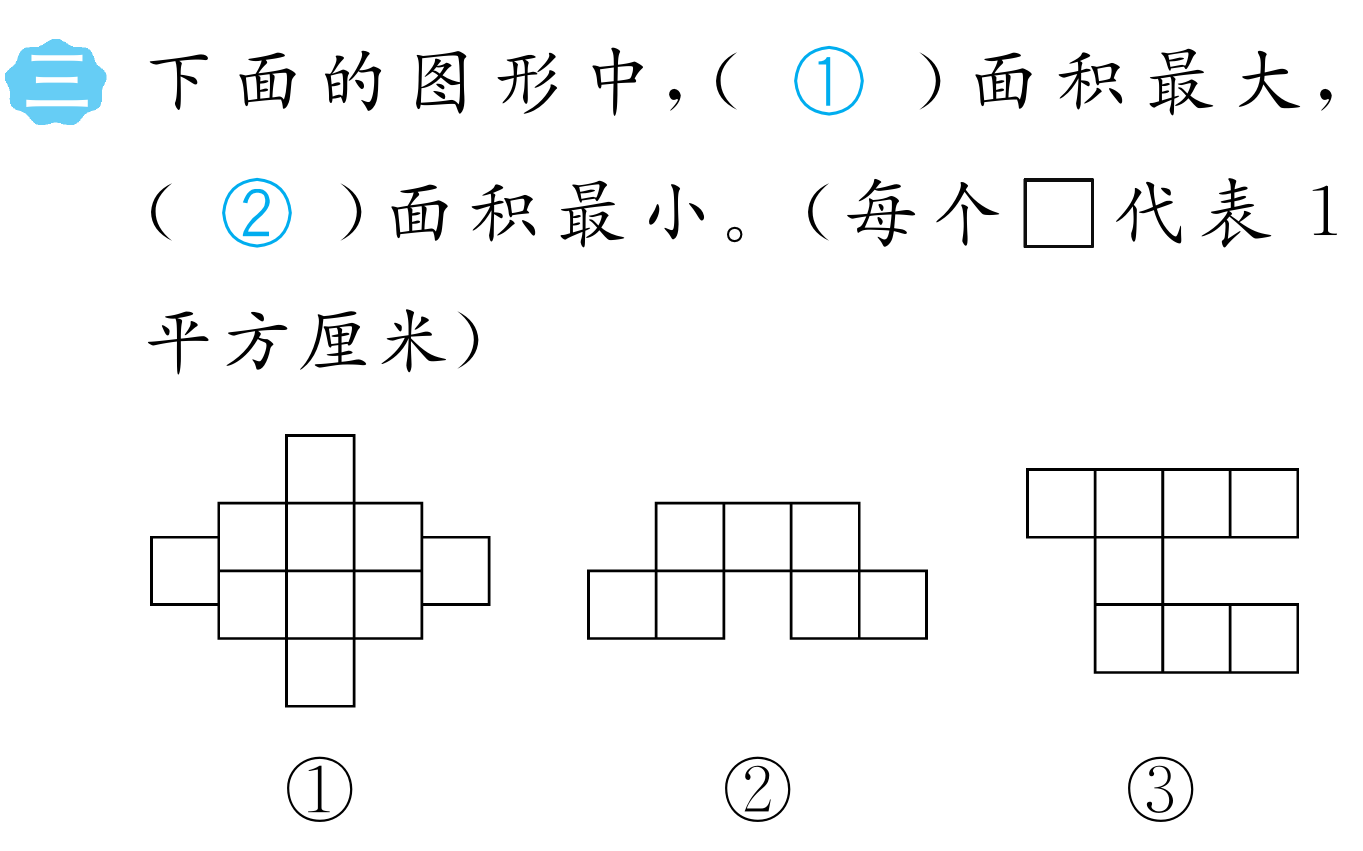 三 下面的图形中,( ① )面积最大,
( ② )面积最小。(每个□代表 1
平方厘米)
① ② ③